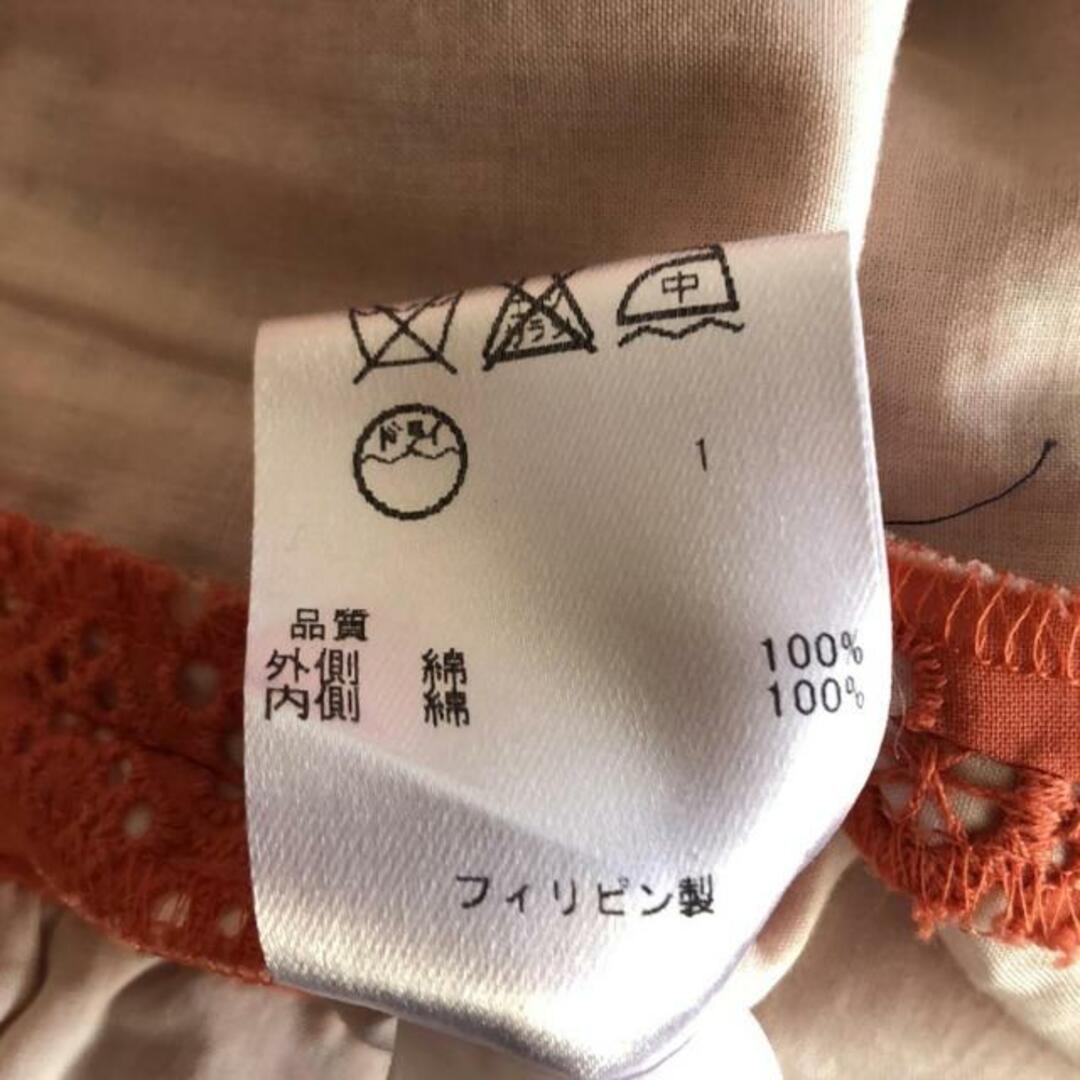 中
ドライ
1
品質
外側 綿 100%
内側 綿 100%
フィリピン製